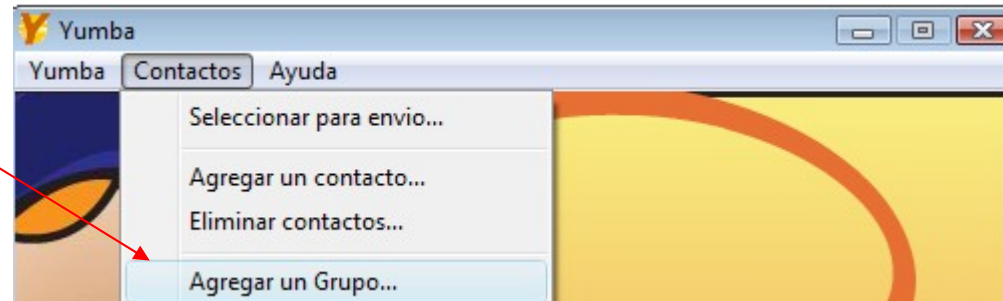 Yumba
Yumba Contactos Ayuda
Seleccionar para envio...
Agregar un contacto...
Eliminar contactos...
Agregar un Grupo...